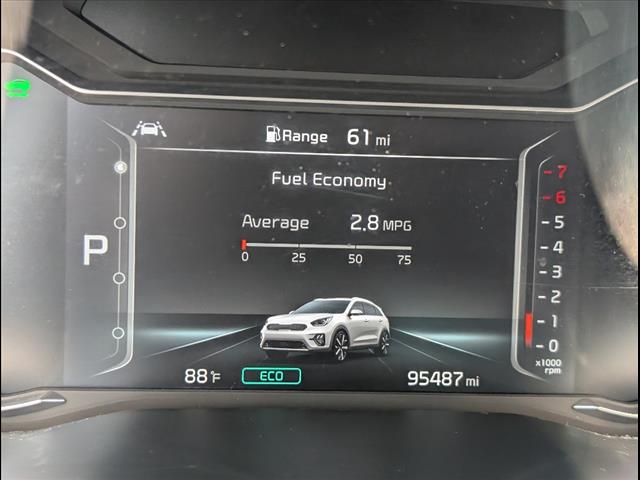 Range 61 mi
Fuel Economy
Average 2.8 MPG
0 25 50 75
P
7
6
5
4
3
2
1
0
x1000
rpm
88°F ECO 95487 mi